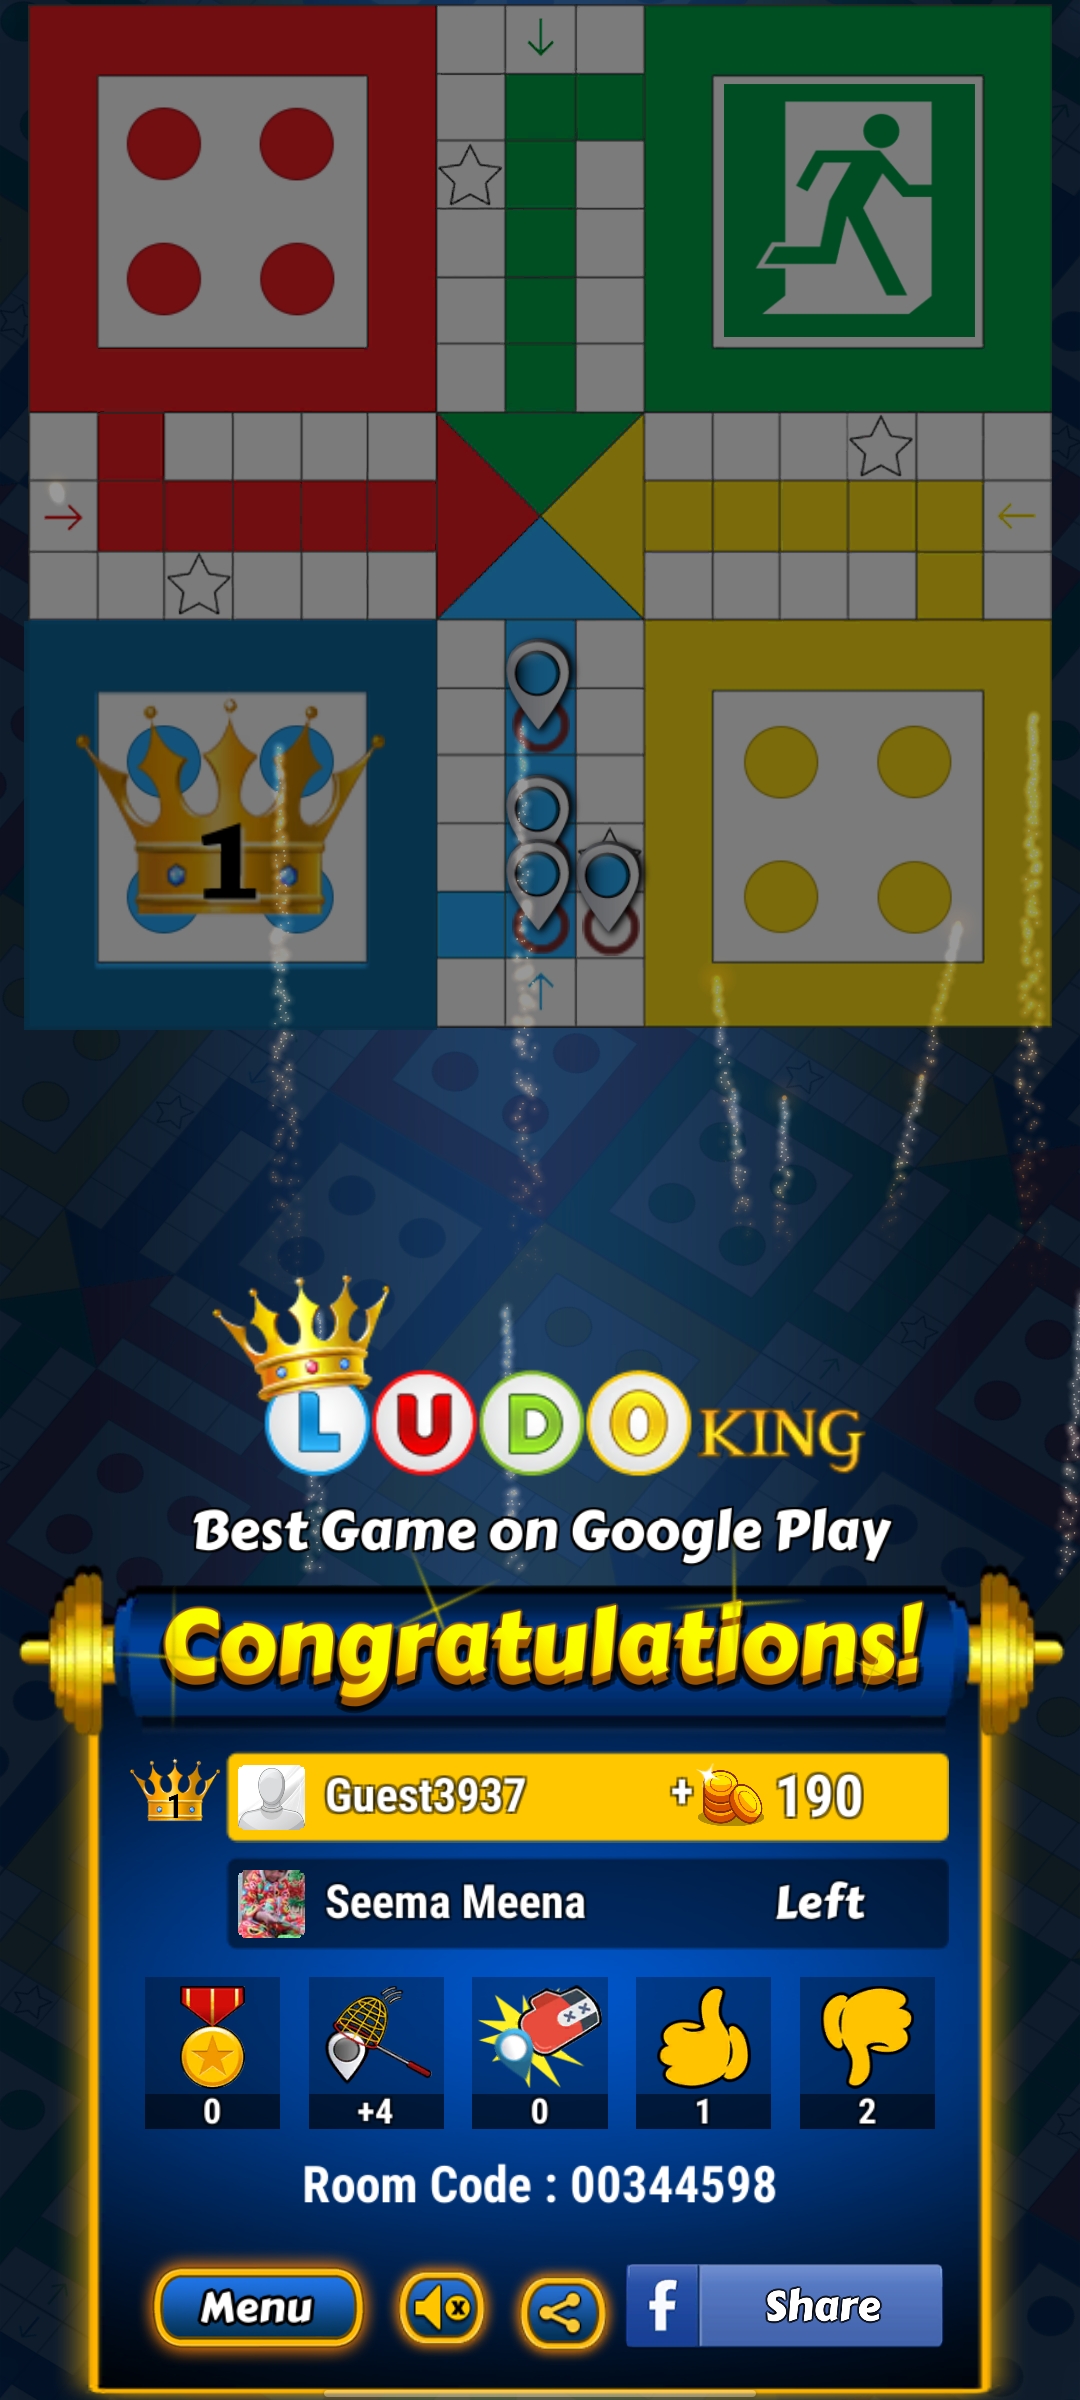 1
LUDO KING
Best Game on Google Play
Congratulations!
1 Guest3937 + 190
Seema Meena Left
0 +4 0 1 2
Room Code : 00344598
Menu x f Share